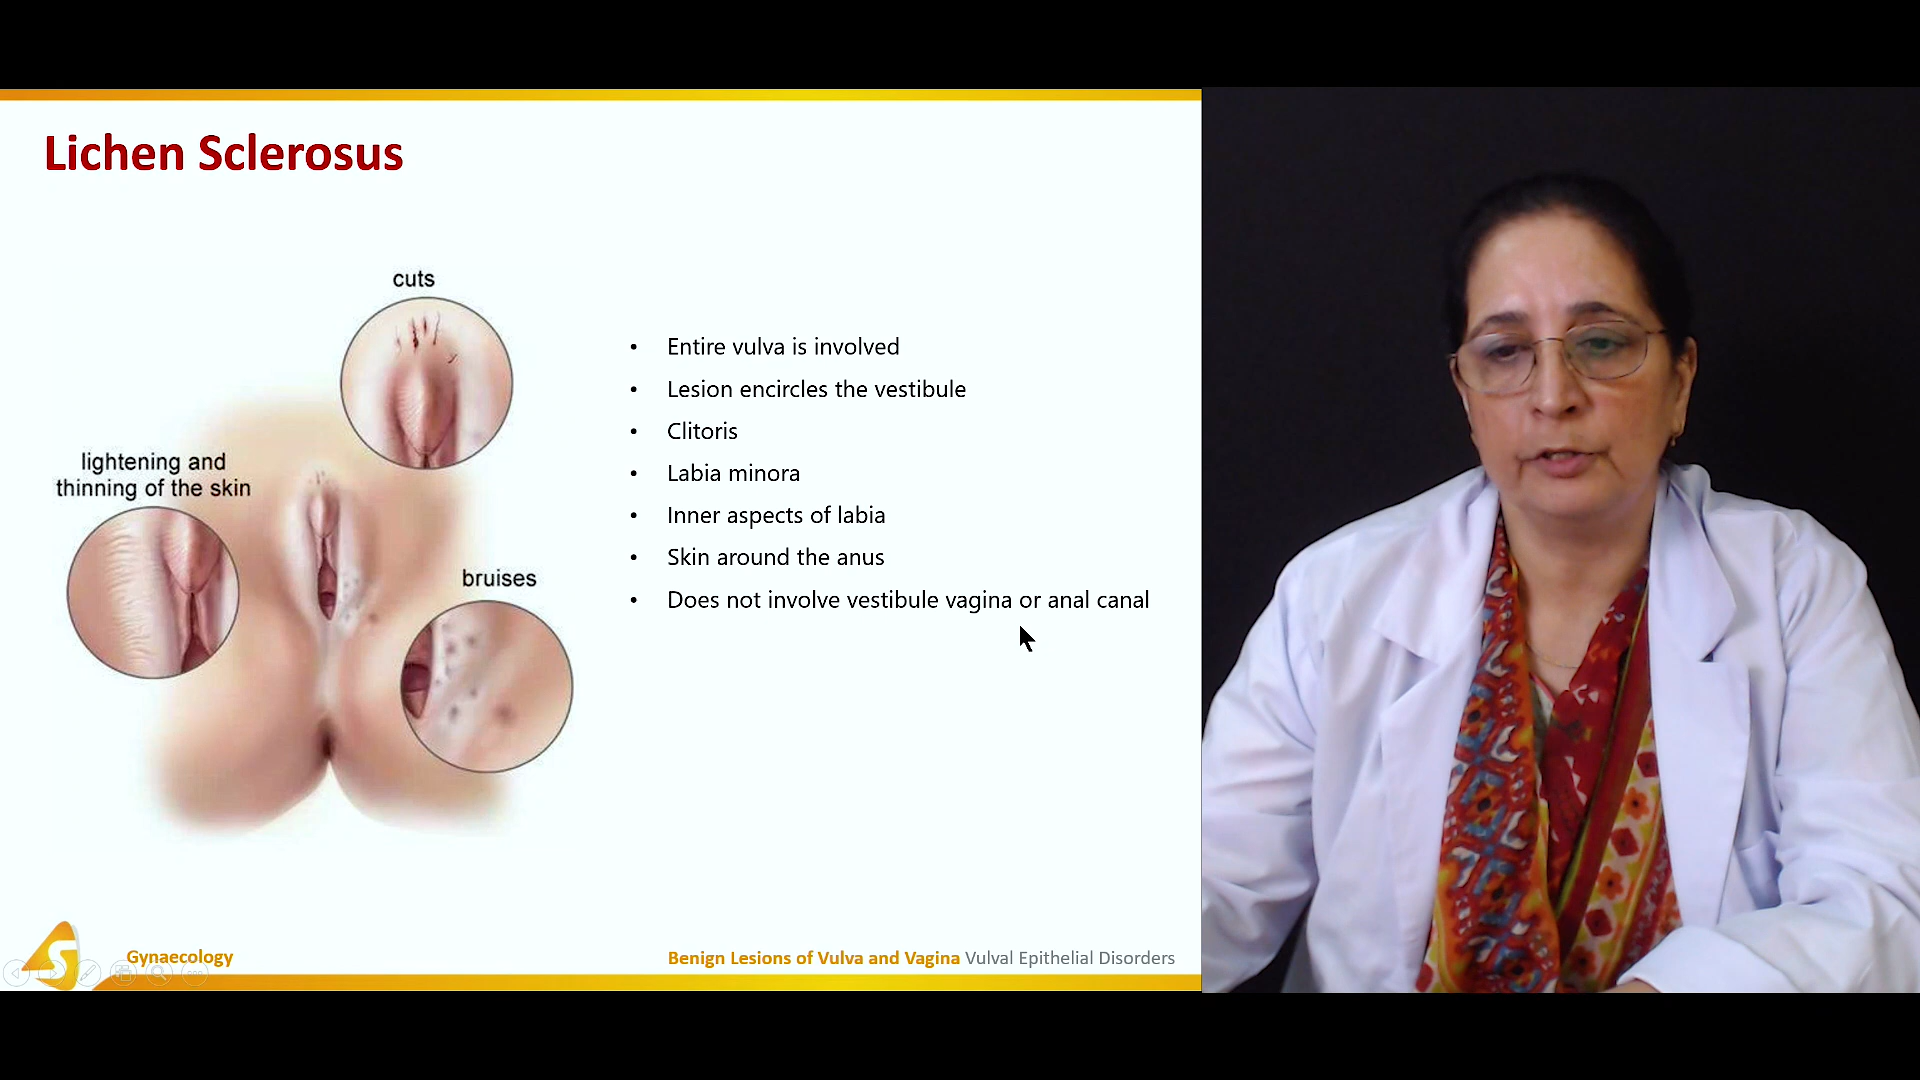 Lichen Sclerosus
cuts
lightening and
thinning of the skin
bruises
• Entire vulva is involved
• Lesion encircles the vestibule
• Clitoris
• Labia minora
• Inner aspects of labia
• Skin around the anus
• Does not involve vestibule vagina or anal canal
S
Gynaecology
Benign Lesions of Vulva and Vagina Vulval Epithelial Disorders